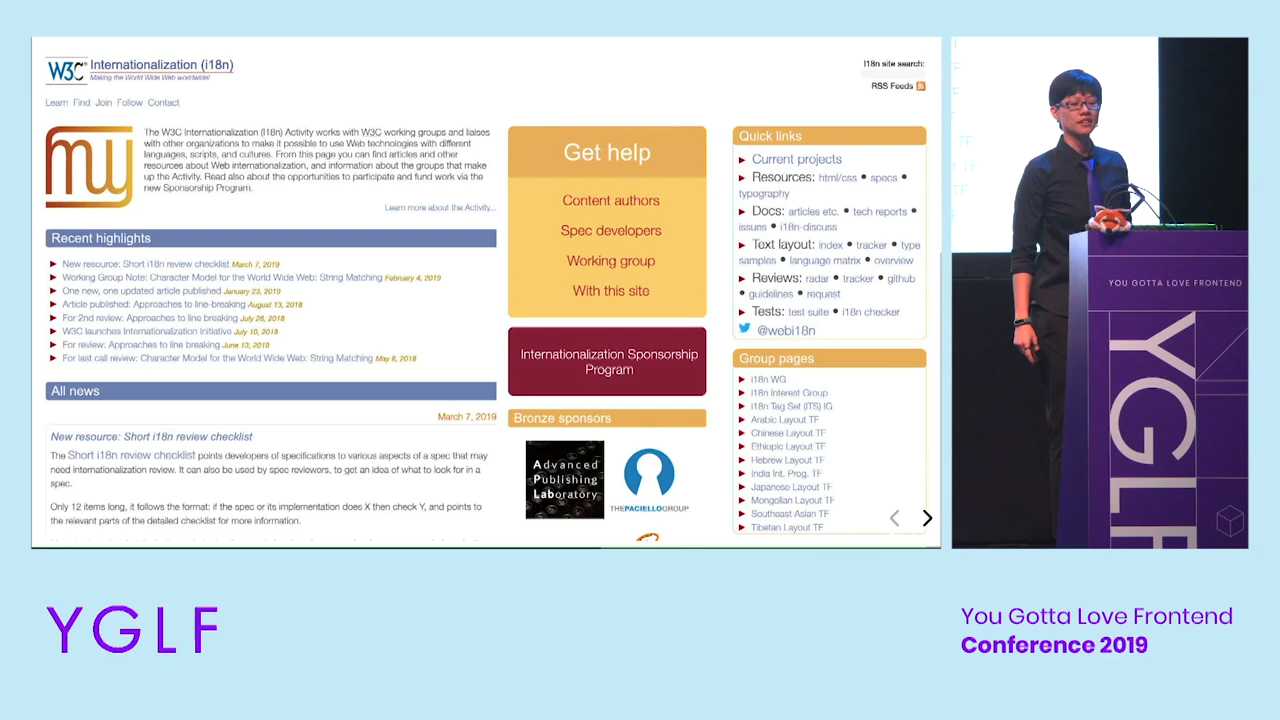 W3C
Internationalization (i18n)
Making the World Wide Web worldwide!
I18n site search:
RSS Feeds
Learn Find Join Follow Contact
my
The W3C Internationalization (I18n) Activity works with W3C working groups and liaises
with other organizations to make it possible to use Web technologies with different
languages, scripts, and cultures. From this page you can find articles and other
resources about Web internationalization, and information about the groups that make
up the Activity. Read also about the opportunities to participate and fund work via the
new Sponsorship Program.
Learn more about the Activity...
Recent highlights
New resource: Short i18n review checklist March 7, 2019
Working Group Note: Character Model for the World Wide Web: String Matching February 4, 2019
One new, one updated article published January 23, 2019
Article published: Approaches to line-breaking August 13, 2018
For 2nd review: Approaches to line breaking July 26, 2018
W3C launches Internationalization Initiative July 10, 2018
For review: Approaches to line breaking June 13, 2018
For last call review: Character Model for the World Wide Web: String Matching May 8, 2018
All news
March 7, 2019
New resource: Short i18n review checklist
The Short i18n review checklist points developers of specifications to various aspects of a spec that may
need internationalization review. It can also be used by spec reviewers, to get an idea of what to look for in a
spec.
Only 12 items long, it follows the format: if the spec or its implementation does X then check Y, and points to
the relevant parts of the detailed checklist for more information.
Get help
Content authors
Spec developers
Working group
With this site
Internationalization Sponsorship
Program
Bronze sponsors
Advanced
Publishing
Laboratory
THEPACIELLOGROUP
Quick links
Current projects
Resources: html/css • specs •
typography
Docs: articles etc. • tech reports •
issues • i18n-discuss
Text layout: index • tracker • type
samples • language matrix • overview
Reviews: radar • tracker • github
• guidelines • request
Tests: test suite • i18n checker
@webi18n
Group pages
i18n WG
i18n Interest Group
i18n Tag Set (ITS) IG
Arabic Layout TF
Chinese Layout TF
Ethiopic Layout TF
Hebrew Layout TF
India Int. Prog. TF
Japanese Layout TF
Mongolian Layout TF
Southeast Asian TF
Tibetan Layout TF
YOU GOTTA LOVE FRONTEND
YGLF
YGLF
You Gotta Love Frontend
Conference 2019